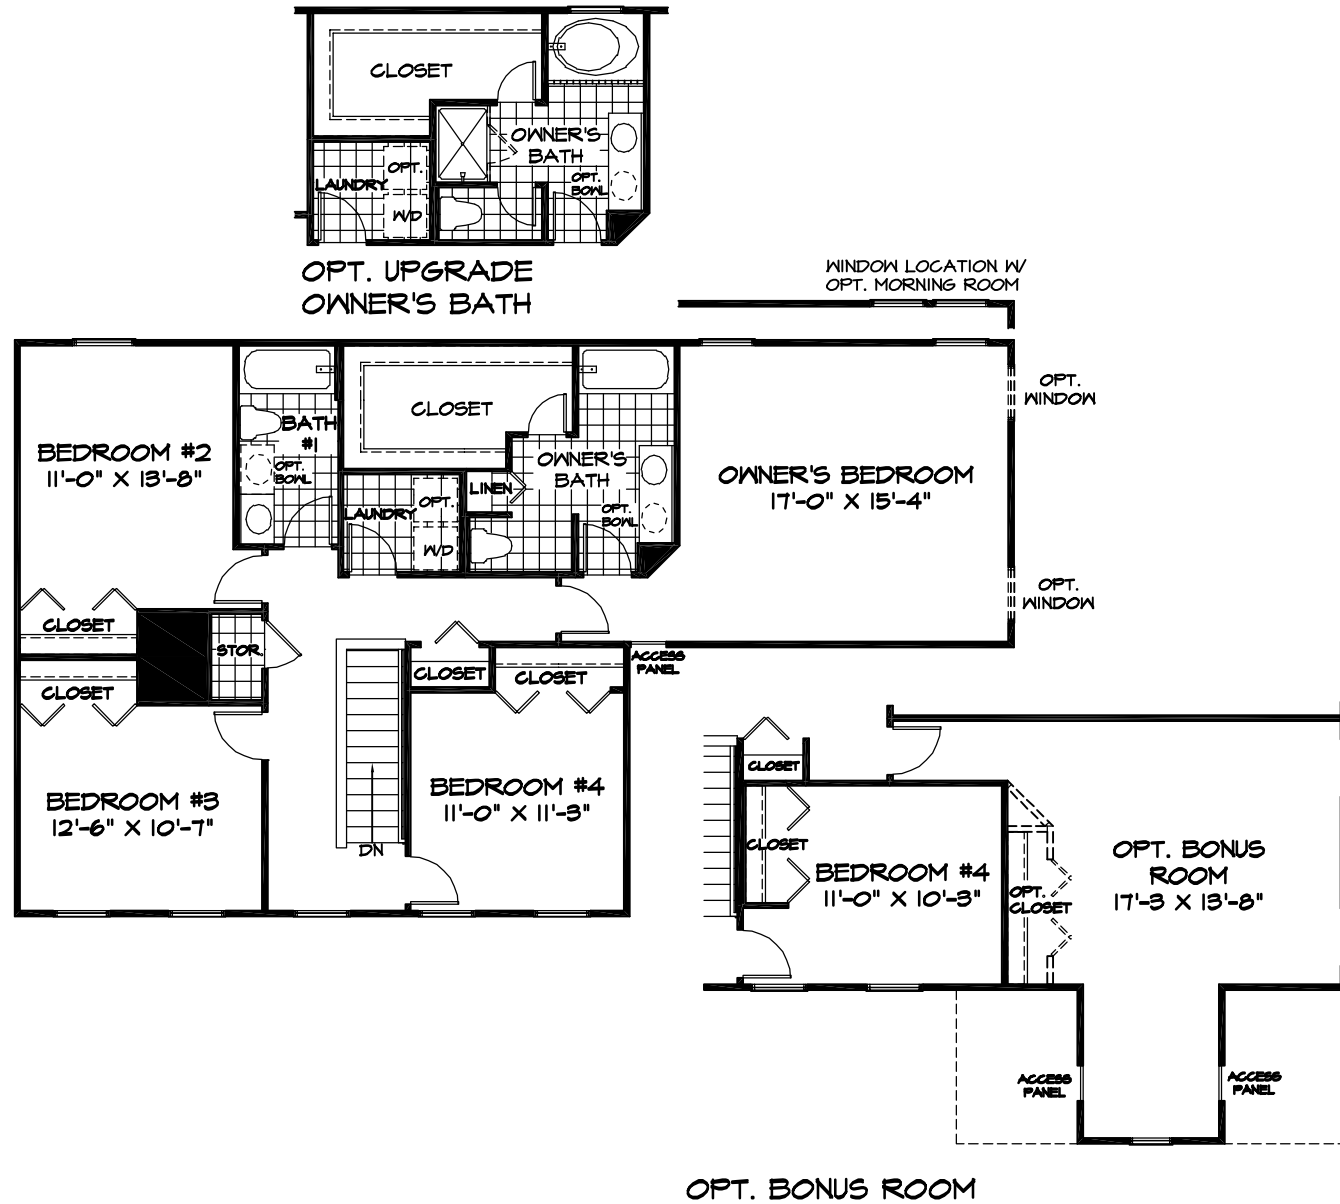 CLOSET
OWNER'S
BATH
OPT.
LAUNDRY
OPT.
BOWL
W/D
OPT. UPGRADE
OWNER'S BATH
WINDOW LOCATION W/
OPT. MORNING ROOM
OPT.
WINDOW
CLOSET
BATH
#1
BEDROOM #2
11'-0" X 13'-8"
OPT.
BOWL
OWNER'S
BATH
OWNER'S BEDROOM
17'-0" X 15'-4"
LINEN
OPT.
LAUNDRY
OPT.
BOWL
W/D
OPT.
WINDOW
CLOSET
STOR.
ACCESS
PANEL
CLOSET
CLOSET
CLOSET
BEDROOM #3
12'-6" X 10'-7"
DN
BEDROOM #4
11'-0" X 11'-3"
CLOSET
CLOSET
BEDROOM #4
11'-0" X 10'-3"
OPT.
CLOSET
OPT. BONUS
ROOM
17'-3 X 13'-8"
ACCESS
PANEL
ACCESS
PANEL
OPT. BONUS ROOM